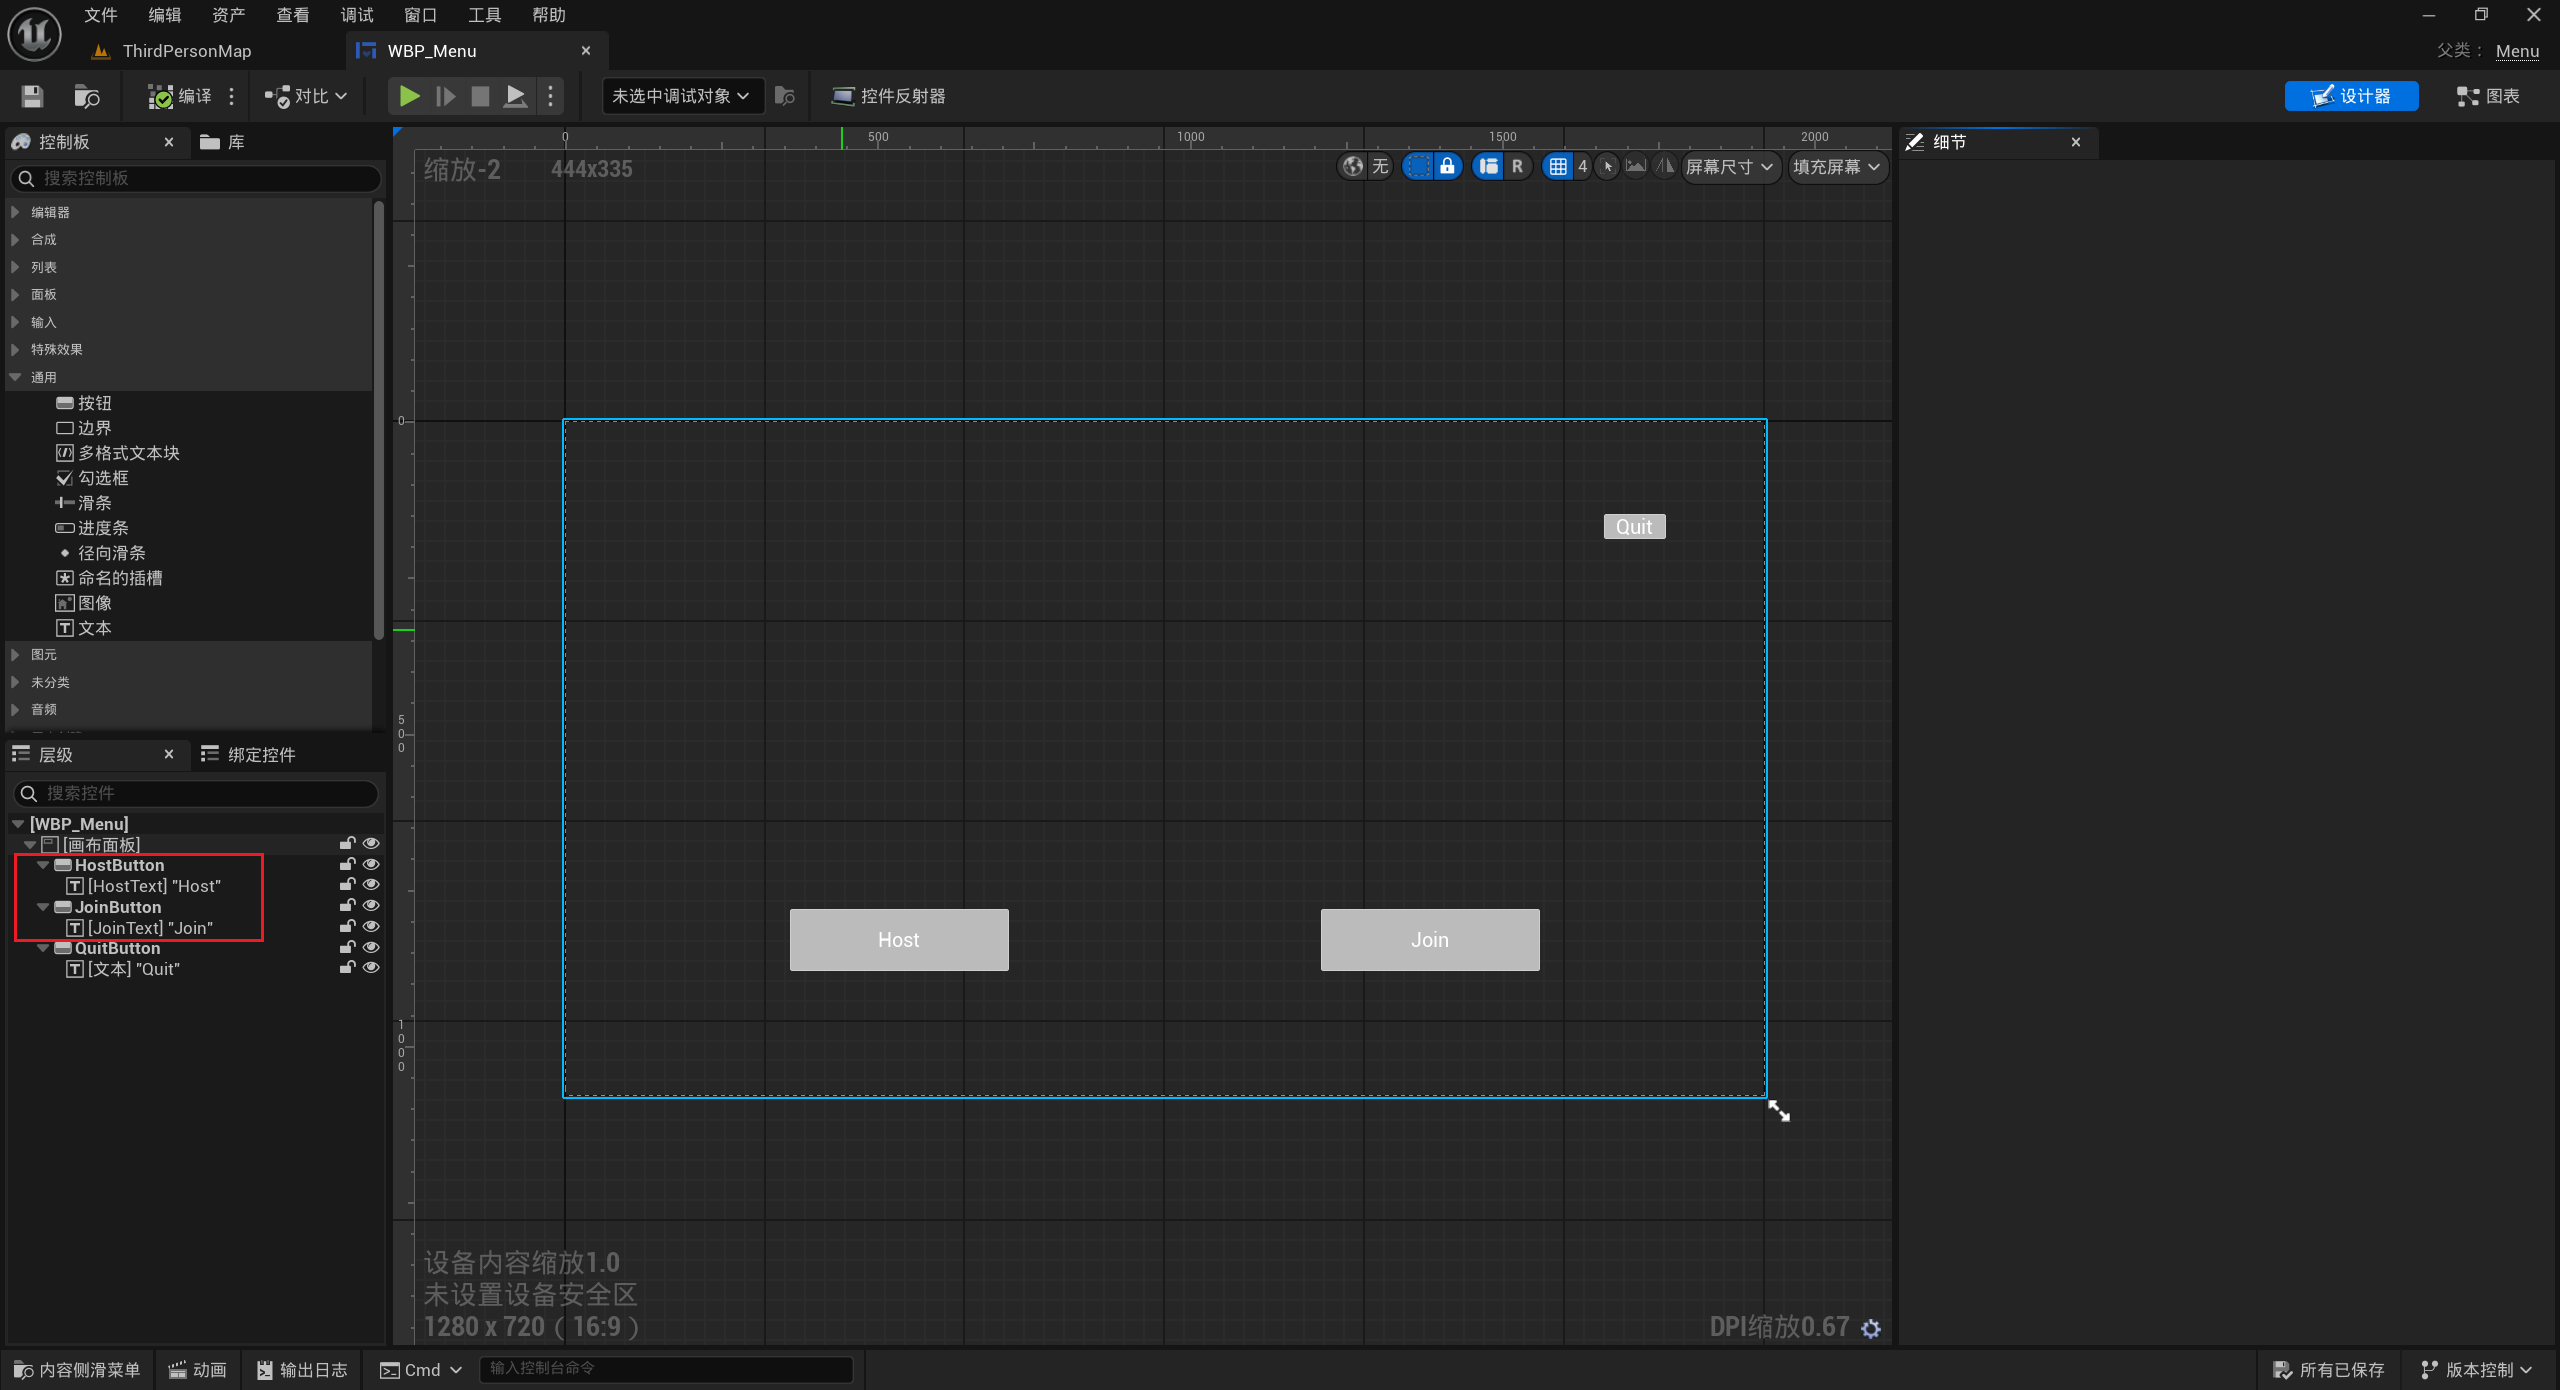 文件 编辑 资产 查看 调试 窗口 工具 帮助
ThirdPersonMap WBP_Menu 父类： Menu
编译 对比 未选中调试对象 控件反射器 设计器 图表
控制板 库
搜索控制板
编辑器
合成
列表
面板
输入
特殊效果
通用
按钮
边界
多格式文本块
勾选框
滑条
进度条
径向滑条
命名的插槽
图像
文本
图元
未分类
音频
层级 绑定控件
搜索控件
[WBP_Menu]
[画布面板]
HostButton
[HostText] "Host"
JoinButton
[JoinText] "Join"
QuitButton
[文本] "Quit"
0 500 1000 1500 2000
缩放-2 444x335 无 R 4 屏幕尺寸 填充屏幕
0
500
1000
Quit
Host Join
设备内容缩放1.0
未设置设备安全区
1280 x 720（16:9） DPI缩放0.67
细节
内容侧滑菜单 动画 输出日志 Cmd 输入控制台命令 所有已保存 版本控制